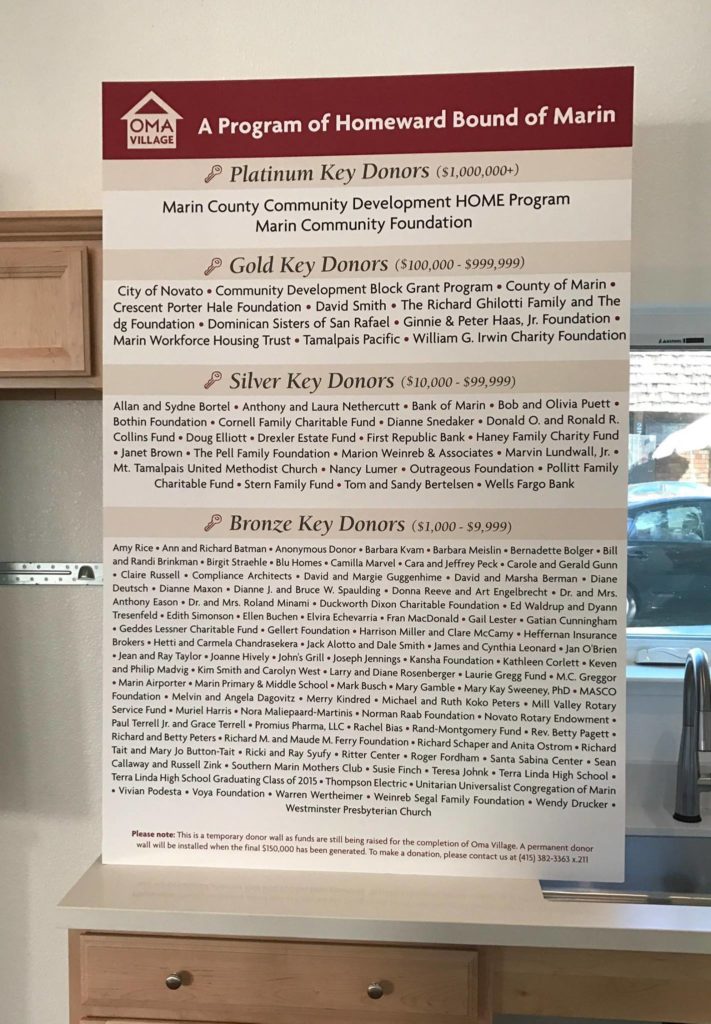 OMA
VILLAGE
A Program of Homeward Bound of Marin
Platinum Key Donors ($1,000,000+)
Marin County Community Development HOME Program
Marin Community Foundation
Gold Key Donors ($100,000 - $999,999)
City of Novato • Community Development Block Grant Program • County of Marin •
Crescent Porter Hale Foundation • David Smith • The Richard Ghilotti Family and The
dg Foundation • Dominican Sisters of San Rafael • Ginnie & Peter Haas, Jr. Foundation •
Marin Workforce Housing Trust • Tamalpais Pacific • William G. Irwin Charity Foundation
Silver Key Donors ($10,000 - $99,999)
Allan and Sydne Bortel • Anthony and Laura Nethercutt • Bank of Marin • Bob and Olivia Puett •
Bothin Foundation • Cornell Family Charitable Fund • Dianne Snedaker • Donald O. and Ronald R.
Collins Fund • Doug Elliott • Drexler Estate Fund • First Republic Bank • Haney Family Charity Fund
• Janet Brown • The Pell Family Foundation • Marion Weinreb & Associates • Marvin Lundwall, Jr. •
Mt. Tamalpais United Methodist Church • Nancy Lumer • Outrageous Foundation • Pollitt Family
Charitable Fund • Stern Family Fund • Tom and Sandy Bertelsen • Wells Fargo Bank
Bronze Key Donors ($1,000 - $9,999)
Amy Rice • Ann and Richard Batman • Anonymous Donor • Barbara Kvam • Barbara Meislin • Bernadette Bolger • Bill
and Randi Brinkman • Birgit Straehle • Blu Homes • Camilla Marvel • Cara and Jeffrey Peck • Carole and Gerald Gunn
• Claire Russell • Compliance Architects • David and Margie Guggenhime • David and Marsha Berman • Diane
Deutsch • Dianne Maxon • Dianne J. and Bruce W. Spaulding • Donna Reeve and Art Engelbrecht • Dr. and Mrs.
Anthony Eason • Dr. and Mrs. Roland Minami • Duckworth Dixon Charitable Foundation • Ed Waldrup and Dyann
Tresenfeld • Edith Simonson • Ellen Buchen • Elvira Echevarria • Fran MacDonald • Gail Lester • Gatian Cunningham
• Geddes Lessner Charitable Fund • Gellert Foundation • Harrison Miller and Clare McCamy • Heffernan Insurance
Brokers • Hetti and Carmela Chandrasekera • Jack Alotto and Dale Smith • James and Cynthia Leonard • Jan O'Brien
• Jean and Ray Taylor • Joanne Hively • John's Grill • Joseph Jennings • Kansha Foundation • Kathleen Corlett • Keven
and Philip Madvig • Kim Smith and Carolyn West • Larry and Diane Rosenberger • Laurie Gregg Fund • M.C. Greggor
• Marin Airporter • Marin Primary & Middle School • Mark Busch • Mary Gamble • Mary Kay Sweeney, PhD • MASCO
Foundation • Melvin and Angela Dagovitz • Merry Kindred • Michael and Ruth Koko Peters • Mill Valley Rotary
Service Fund • Muriel Harris • Nora Maliepaard-Martinis • Norman Raab Foundation • Novato Rotary Endowment •
Paul Terrell Jr. and Grace Terrell • Promius Pharma, LLC • Rachel Bias • Rand-Montgomery Fund • Rev. Betty Pagett •
Richard and Betty Peters • Richard M. and Maude M. Ferry Foundation • Richard Schaper and Anita Ostrom • Richard
Tait and Mary Jo Button-Tait • Ricki and Ray Syufy • Ritter Center • Roger Fordham • Santa Sabina Center • Sean
Callaway and Russell Zink • Southern Marin Mothers Club • Susie Finch • Teresa Johnk • Terra Linda High School •
Terra Linda High School Graduating Class of 2015 • Thompson Electric • Unitarian Universalist Congregation of Marin
• Vivian Podesta • Voya Foundation • Warren Wertheimer • Weinreb Segal Family Foundation • Wendy Drucker •
Westminster Presbyterian Church
Please note: This is a temporary donor wall as funds are still being raised for the completion of Oma Village. A permanent donor
wall will be installed when the final $150,000 has been generated. To make a donation, please contact us at (415) 382-3363 x.211